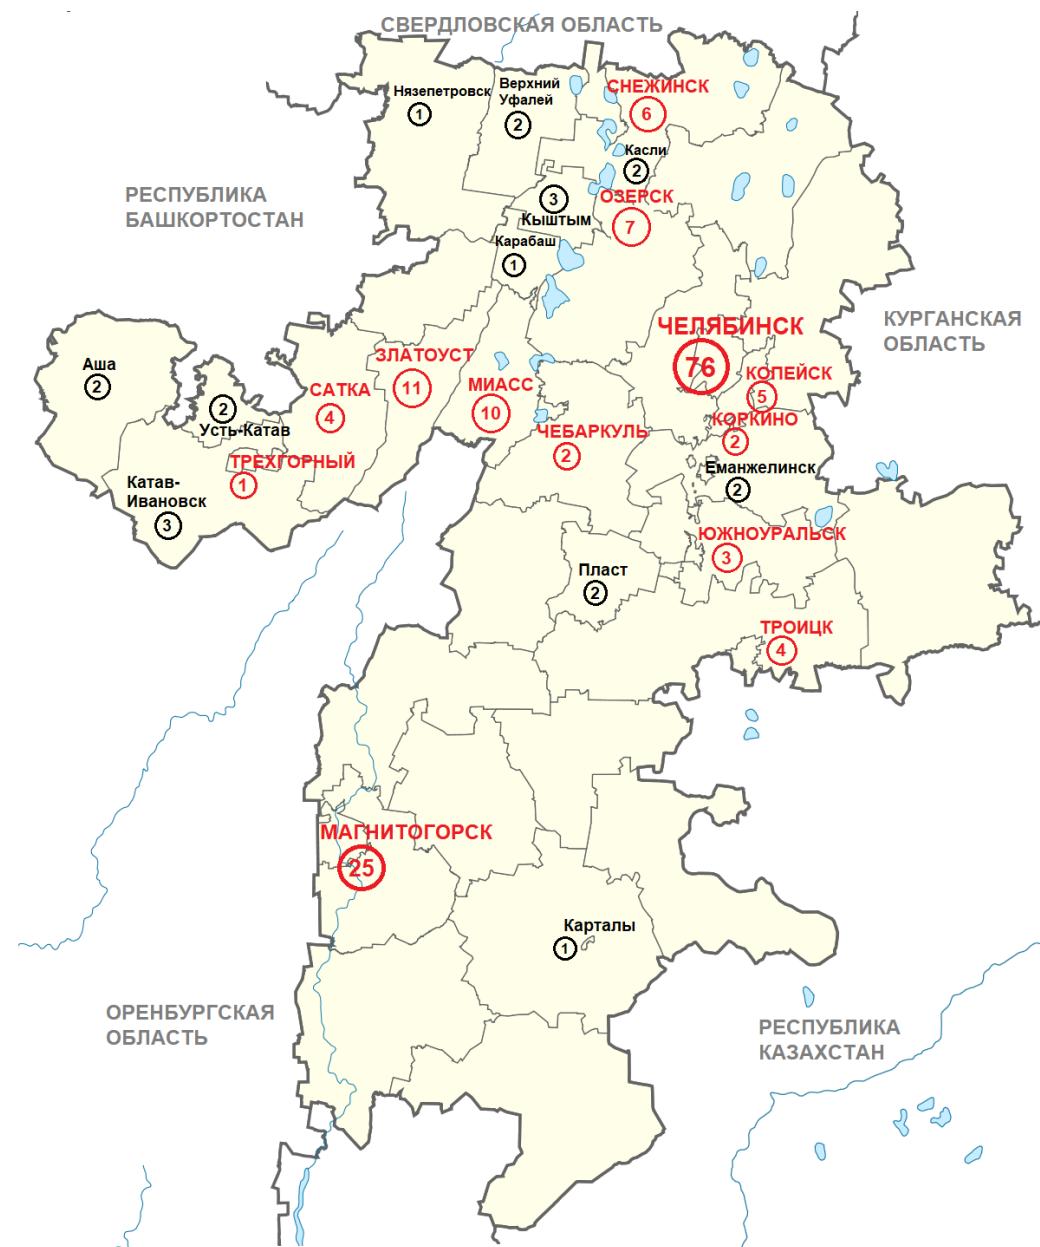 СВЕРДЛОВСКАЯ ОБЛАСТЬ
Нязепетровск
1
Верхний
Уфалей
2
СНЕЖИНСК
6
Касли
2
РЕСПУБЛИКА
БАШКОРТОСТАН
3
Кыштым
ОЗЕРСК
7
Карабаш
1
КУРГАНСКАЯ
ОБЛАСТЬ
ЧЕЛЯБИНСК
76
Аша
2
ЗЛАТОУСТ
11
САТКА
4
МИАСС
10
КОПЕЙСК
5
2
Усть-Катав
КОРКИНО
2
ЧЕБАРКУЛЬ
2
ТРЕХГОРНЫЙ
1
Еманжелинск
2
Катав-
Ивановск
3
ЮЖНОУРАЛЬСК
3
Пласт
2
ТРОИЦК
4
МАГНИТОГОРСК
25
Карталы
1
ОРЕНБУРГСКАЯ
ОБЛАСТЬ
РЕСПУБЛИКА
КАЗАХСТАН